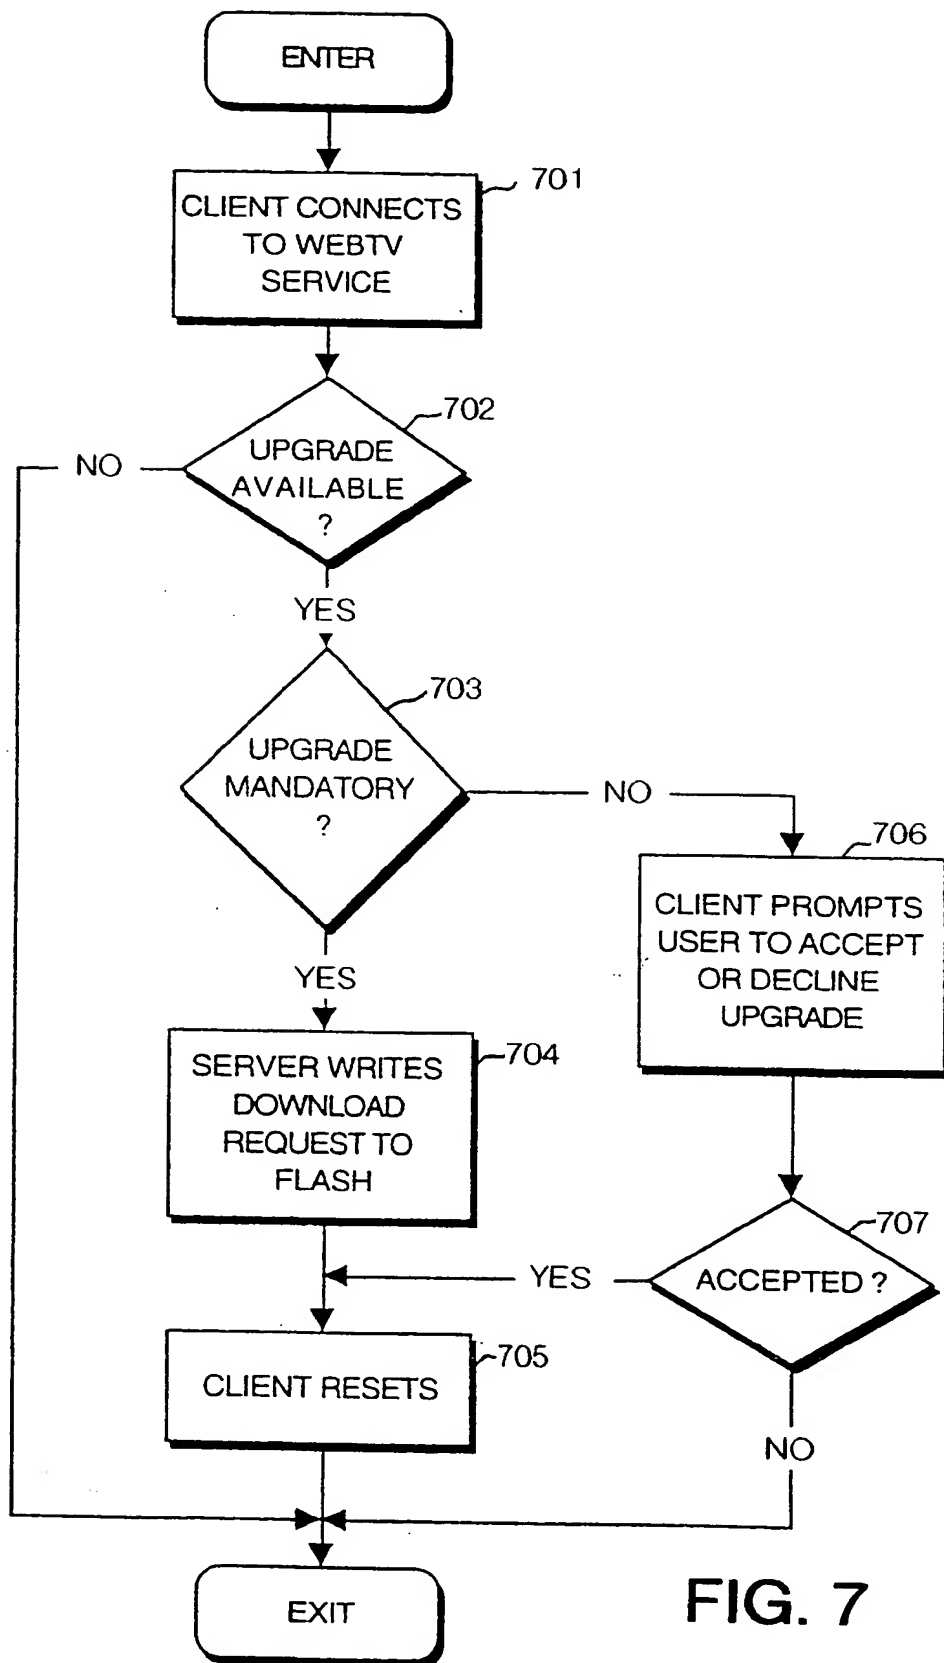 ENTER
701
CLIENT CONNECTS
TO WEBTV
SERVICE
702
UPGRADE
AVAILABLE
?
NO
YES
703
UPGRADE
MANDATORY
?
NO
YES
706
CLIENT PROMPTS
USER TO ACCEPT
OR DECLINE
UPGRADE
704
SERVER WRITES
DOWNLOAD
REQUEST TO
FLASH
707
ACCEPTED ?
YES
705
CLIENT RESETS
NO
EXIT
FIG. 7